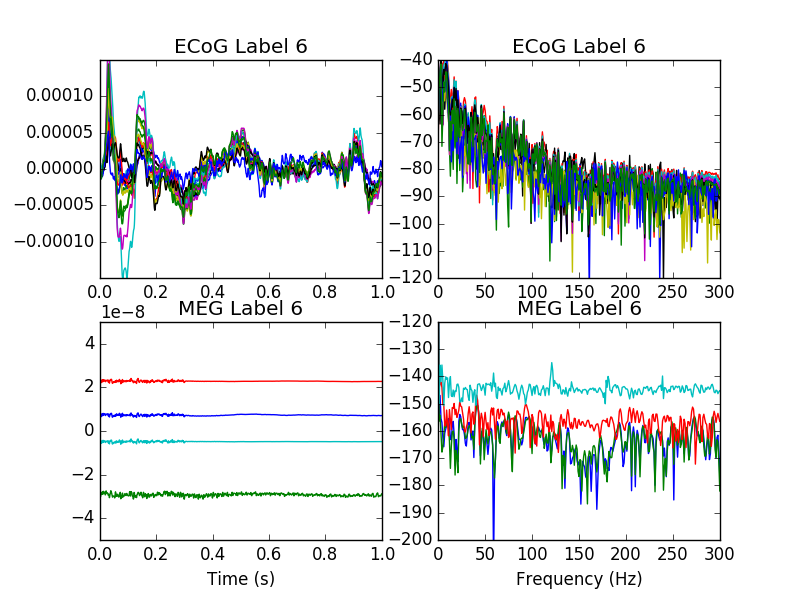 ECoG Label 6
0.00010
0.00005
0.00000
−0.00005
−0.00010
0.0 0.2 0.4 0.6 0.8 1.0
ECoG Label 6
−40
−50
−60
−70
−80
−90
−100
−110
−120
0 50 100 150 200 250 300
MEG Label 6
1e−8
4
2
0
−2
−4
0.0 0.2 0.4 0.6 0.8 1.0
Time (s)
MEG Label 6
−120
−130
−140
−150
−160
−170
−180
−190
−200
0 50 100 150 200 250 300
Frequency (Hz)